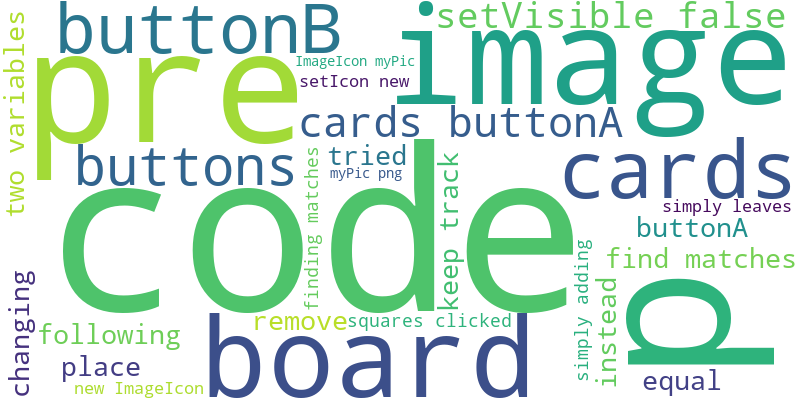 two variables
buttonB
setVisible false
pre
image
ImageIcon myPic
setIcon new
cards buttonA
buttons
tried
myPic png
cards
code
finding matches
keep track
simply leaves
buttonA
find matches
simply adding
instead
p
changing
following
remove
squares clicked
board
place
new ImageIcon
equal